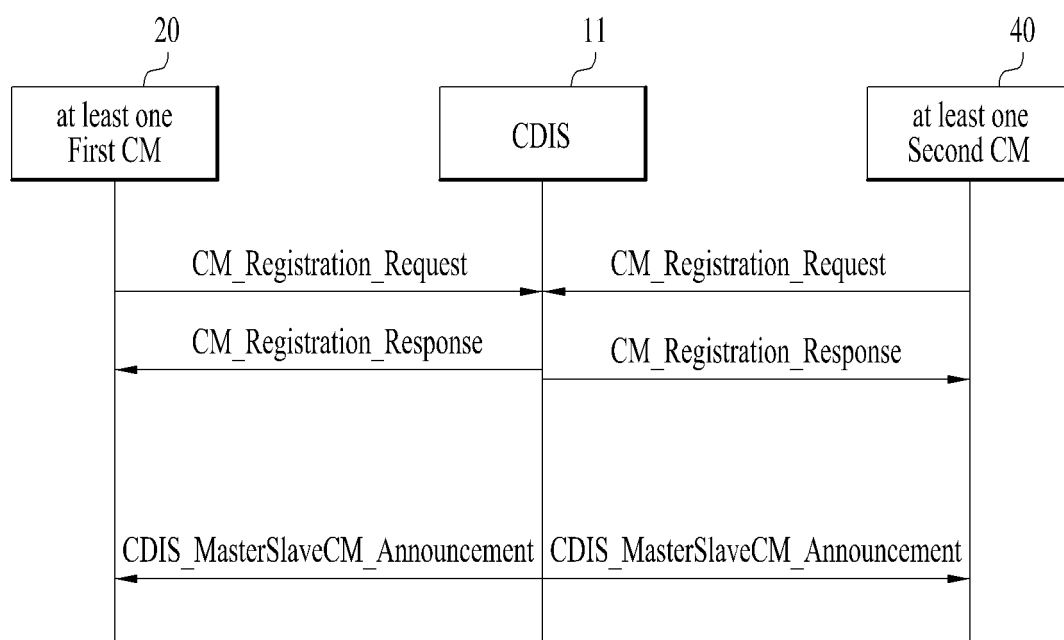 20
11
40
at least one
First CM
CDIS
at least one
Second CM
CM_Registration_Request
CM_Registration_Request
CM_Registration_Response
CM_Registration_Response
CDIS_MasterSlaveCM_Announcement
CDIS_MasterSlaveCM_Announcement